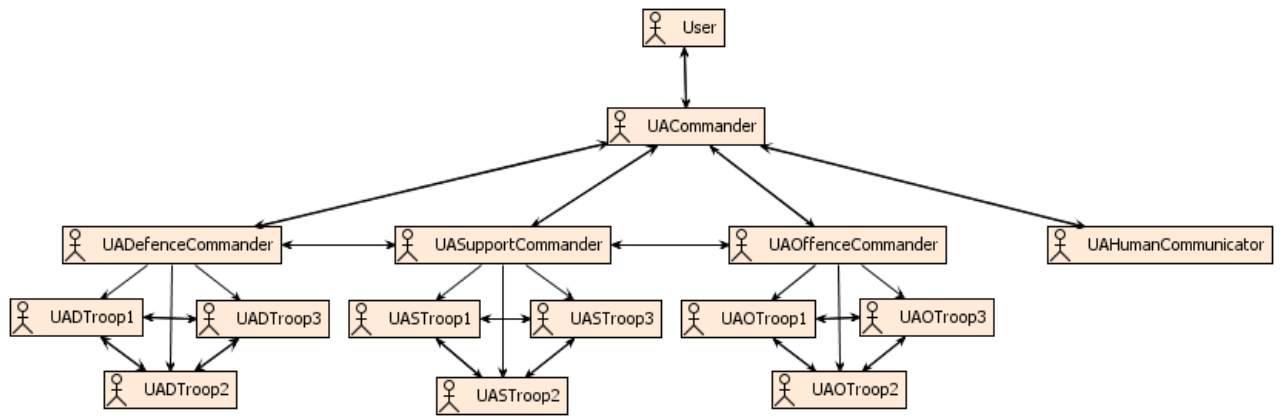 User
UACommander
UADefenceCommander
UASupportCommander
UAOffenceCommander
UAHumanCommunicator
UADTroop1
UADTroop3
UASTroop1
UASTroop3
UAOTroop1
UAOTroop3
UADTroop2
UASTroop2
UAOTroop2